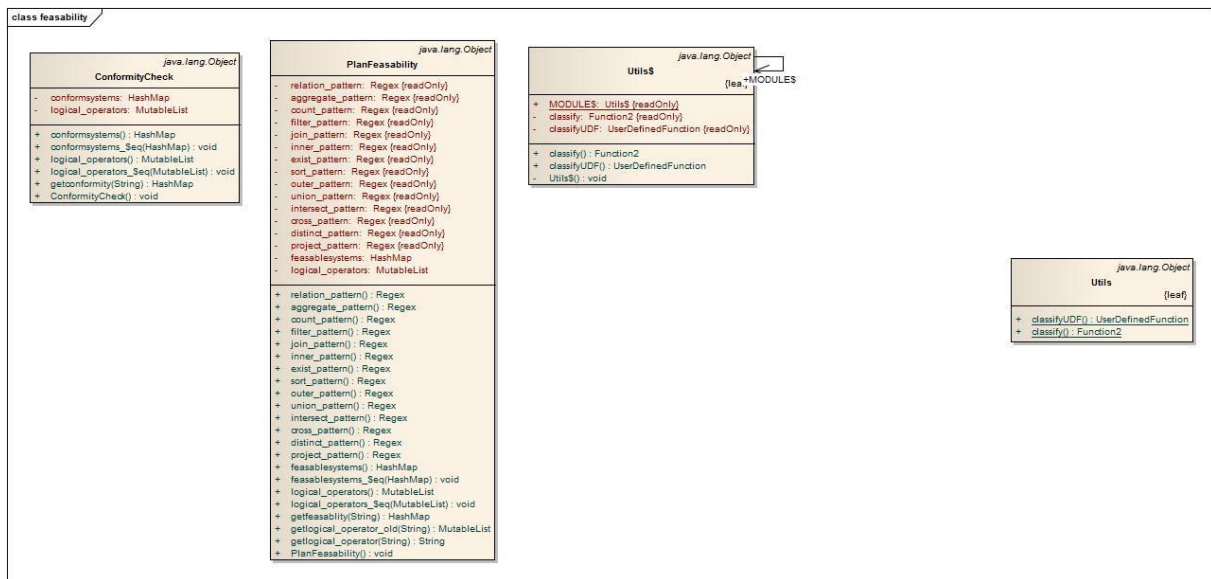 class feasability
java.lang.Object
ConformityCheck
- conformsystems: HashMap
- logical_operators: MutableList
+ conformsystems() : HashMap
+ conformsystems_$eq(HashMap) : void
+ logical_operators() : MutableList
+ logical_operators_$eq(MutableList) : void
+ getconformity(String) : HashMap
+ ConformityCheck() : void
java.lang.Object
PlanFeasability
- relation_pattern: Regex {readOnly}
- aggregate_pattern: Regex {readOnly}
- count_pattern: Regex {readOnly}
- filter_pattern: Regex {readOnly}
- join_pattern: Regex {readOnly}
- inner_pattern: Regex {readOnly}
- exist_pattern: Regex {readOnly}
- sort_pattern: Regex {readOnly}
- outer_pattern: Regex {readOnly}
- union_pattern: Regex {readOnly}
- intersect_pattern: Regex {readOnly}
- cross_pattern: Regex {readOnly}
- distinct_pattern: Regex {readOnly}
- project_pattern: Regex {readOnly}
- feasablesystems: HashMap
- logical_operators: MutableList
+ relation_pattern() : Regex
+ aggregate_pattern() : Regex
+ count_pattern() : Regex
+ filter_pattern() : Regex
+ join_pattern() : Regex
+ inner_pattern() : Regex
+ exist_pattern() : Regex
+ sort_pattern() : Regex
+ outer_pattern() : Regex
+ union_pattern() : Regex
+ intersect_pattern() : Regex
+ cross_pattern() : Regex
+ distinct_pattern() : Regex
+ project_pattern() : Regex
+ feasablesystems() : HashMap
+ feasablesystems_$eq(HashMap) : void
+ logical_operators() : MutableList
+ logical_operators_$eq(MutableList) : void
+ getfeasablity(String) : HashMap
+ getlogical_operator_old(String) : MutableList
+ getlogical_operator(String) : String
+ PlanFeasability() : void
java.lang.Object
Utils$
{leaf}
+MODULE$
+ MODULE$: Utils$ {readOnly}
- classify: Function2 {readOnly}
- classifyUDF: UserDefinedFunction {readOnly}
+ classify() : Function2
+ classifyUDF() : UserDefinedFunction
- Utils$() : void
java.lang.Object
Utils
{leaf}
+ classifyUDF() : UserDefinedFunction
+ classify() : Function2